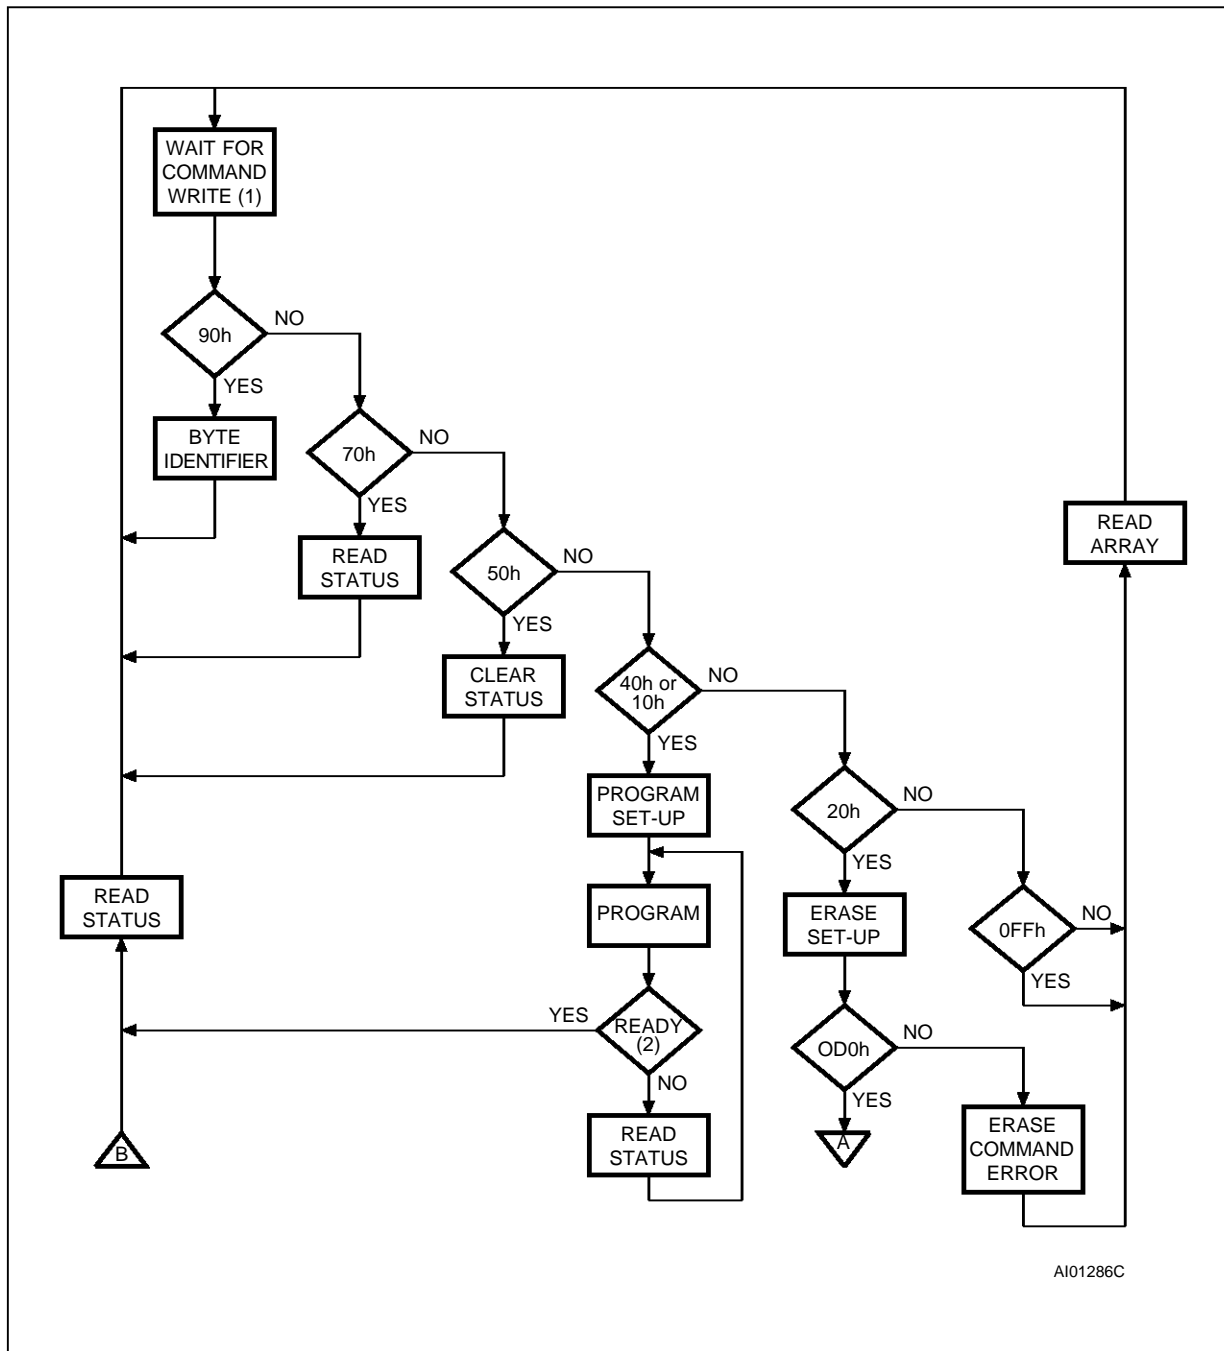 WAIT FOR
COMMAND
WRITE (1)
90h
NO
YES
BYTE
IDENTIFIER
70h
NO
YES
READ
STATUS
50h
NO
YES
CLEAR
STATUS
READ
ARRAY
40h or
10h
NO
YES
PROGRAM
SET-UP
20h
NO
YES
READ
STATUS
PROGRAM
ERASE
SET-UP
0FFh
NO
YES
YES
READY
(2)
NO
OD0h
NO
YES
READ
STATUS
ERASE
COMMAND
ERROR
B
A
AI01286C